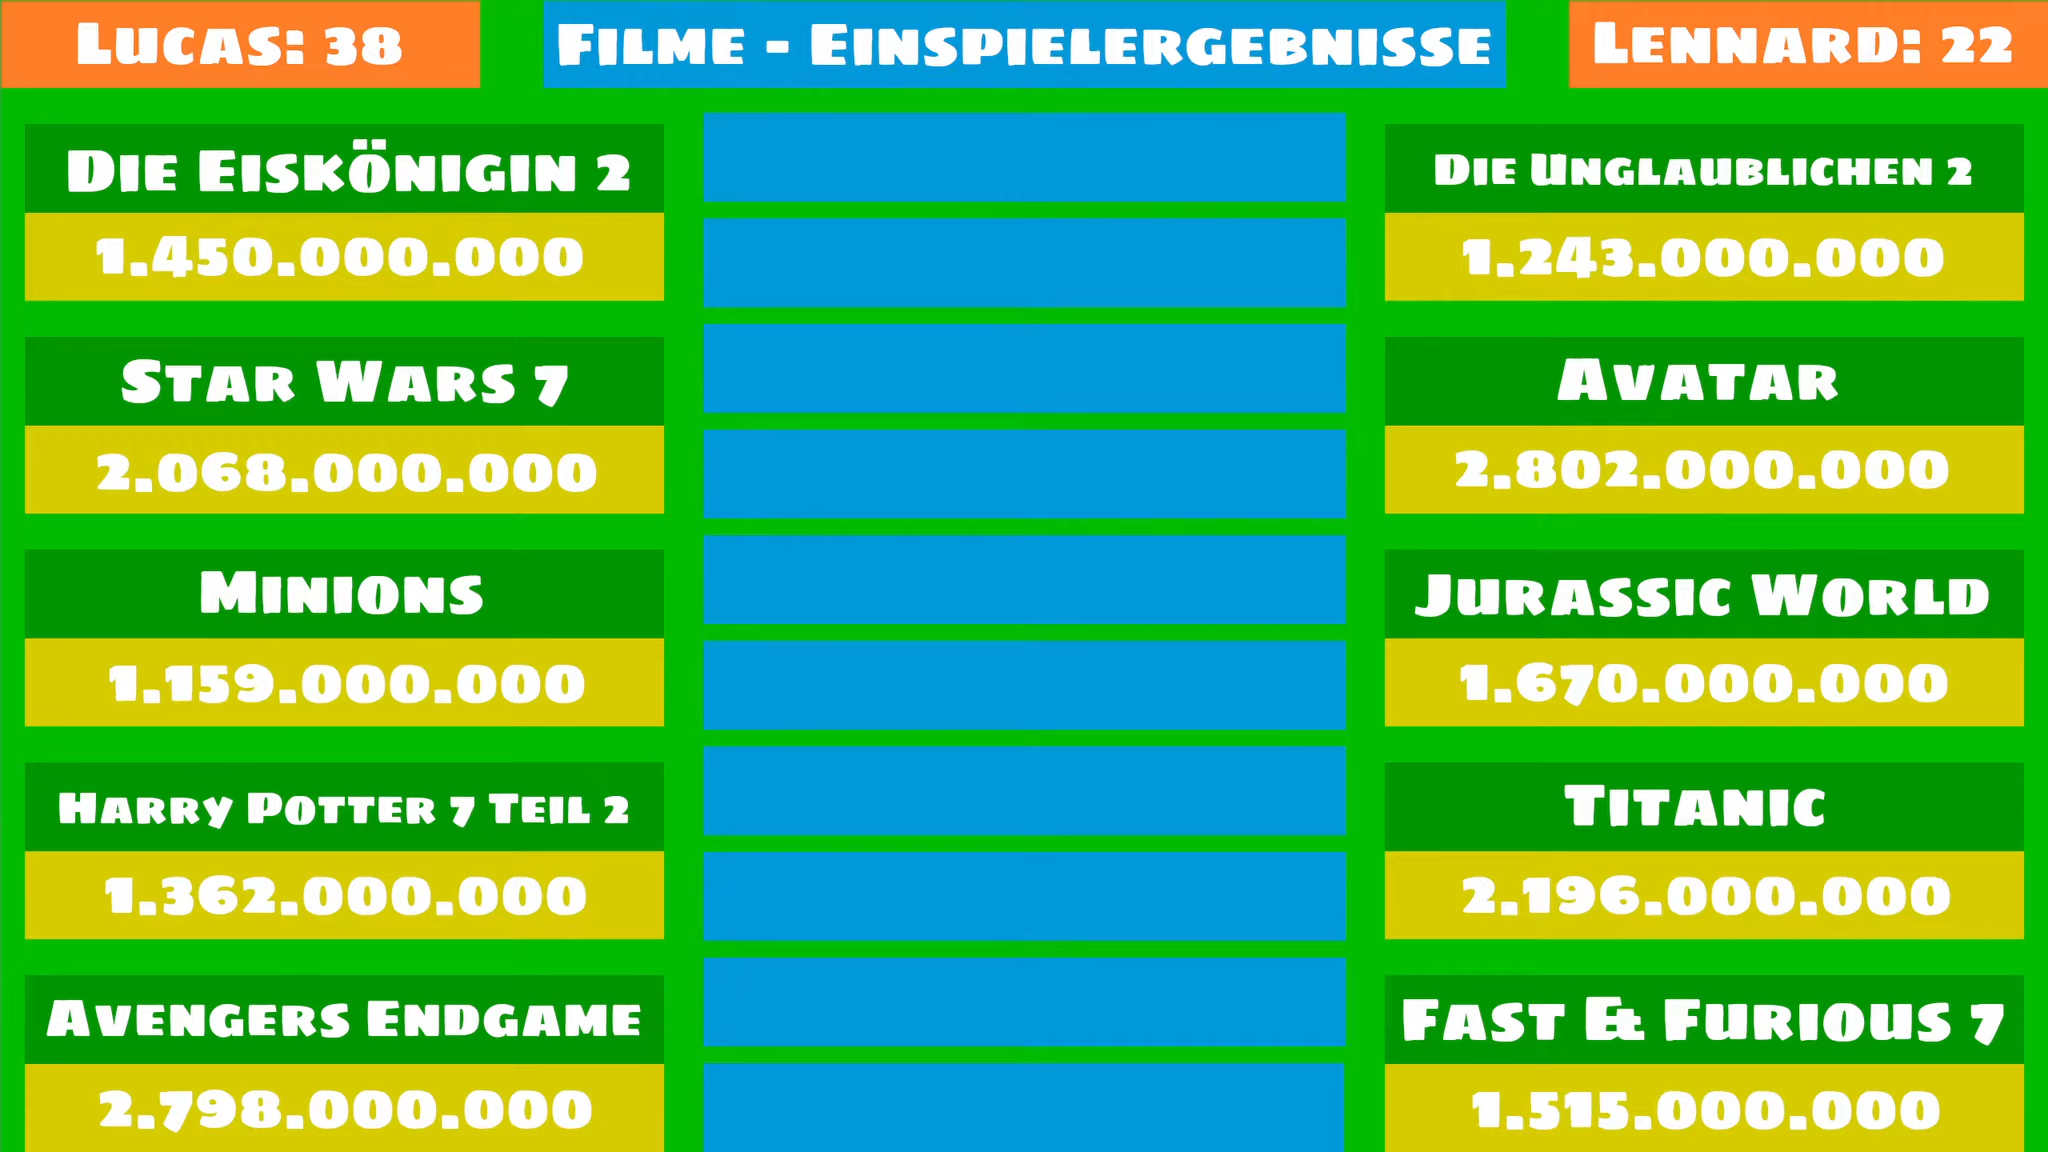 Lucas: 38
Filme - Einspielergebnisse
Lennard: 22
Die Eiskönigin 2
1.450.000.000
Star Wars 7
2.068.000.000
Minions
1.159.000.000
Harry Potter 7 Teil 2
1.362.000.000
Avengers Endgame
2.798.000.000
Die Unglaublichen 2
1.243.000.000
Avatar
2.802.000.000
Jurassic World
1.670.000.000
Titanic
2.196.000.000
Fast & Furious 7
1.515.000.000